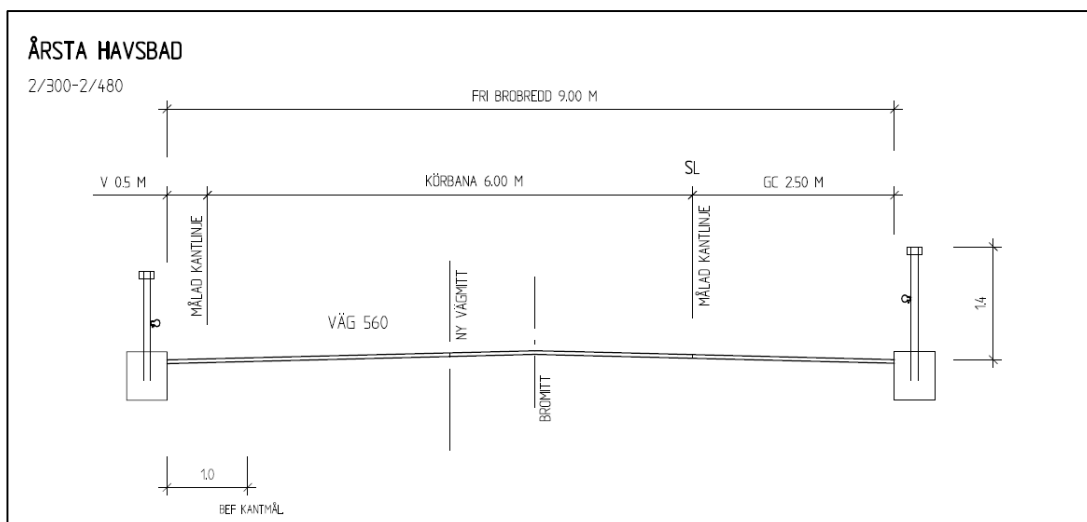 ÅRSTA HAVSBAD
2/300-2/480
FRI BROBREDD 9.00 M
V 0.5 M
KÖRBANA 6.00 M
SL
GC 2.50 M
MÅLAD KANTLINJE
NY VÄGMITT
MÅLAD KANTLINJE
1.4
VÄG 560
BROMITT
1.0
BEF KANTMÅL.